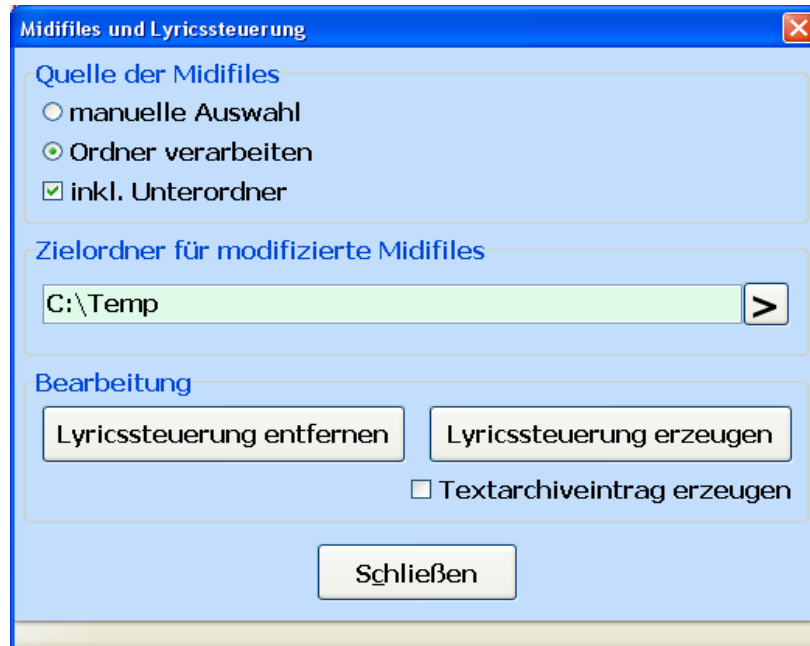 Midifiles und Lyricssteuerung
Quelle der Midifiles
manuelle Auswahl
Ordner verarbeiten
inkl. Unterordner
Zielordner für modifizierte Midifiles
C:\Temp >
Bearbeitung
Lyricssteuerung entfernen Lyricssteuerung erzeugen
Textarchiveintrag erzeugen
Schließen